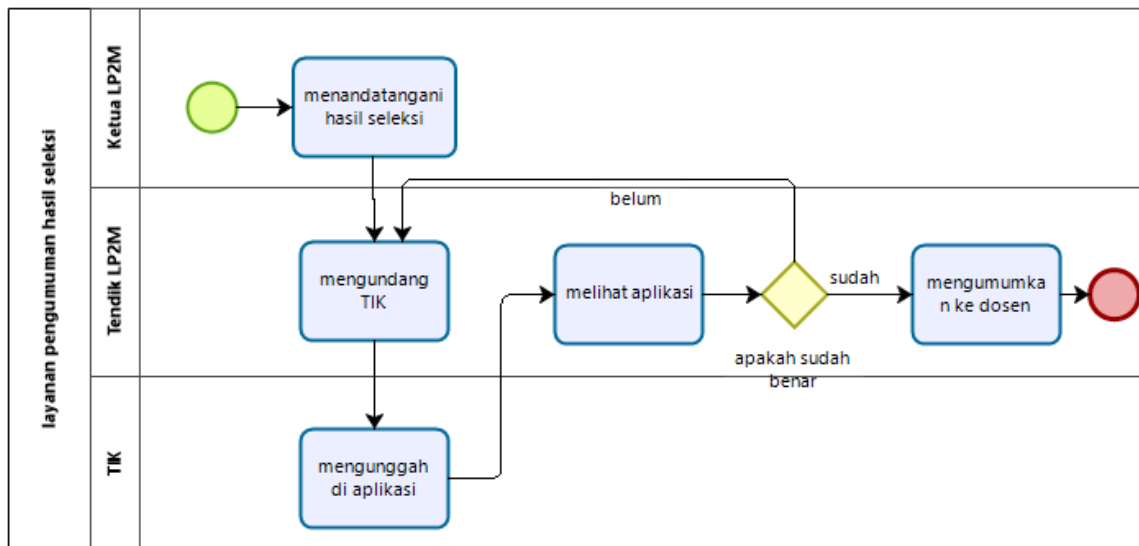 layanan pengumuman hasil seleksi
Ketua LP2M
menandatangani
hasil seleksi
Tendik LP2M
belum
mengundang
TIK
melihat aplikasi
sudah
mengumumka
n ke dosen
apakah sudah
benar
TIK
mengunggah
di aplikasi